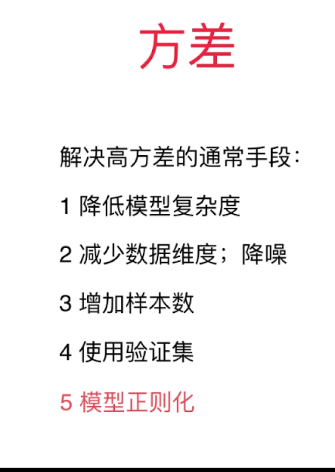 方差
解决高方差的通常手段：
1 降低模型复杂度
2 减少数据维度；降噪
3 增加样本数
4 使用验证集
5 模型正则化